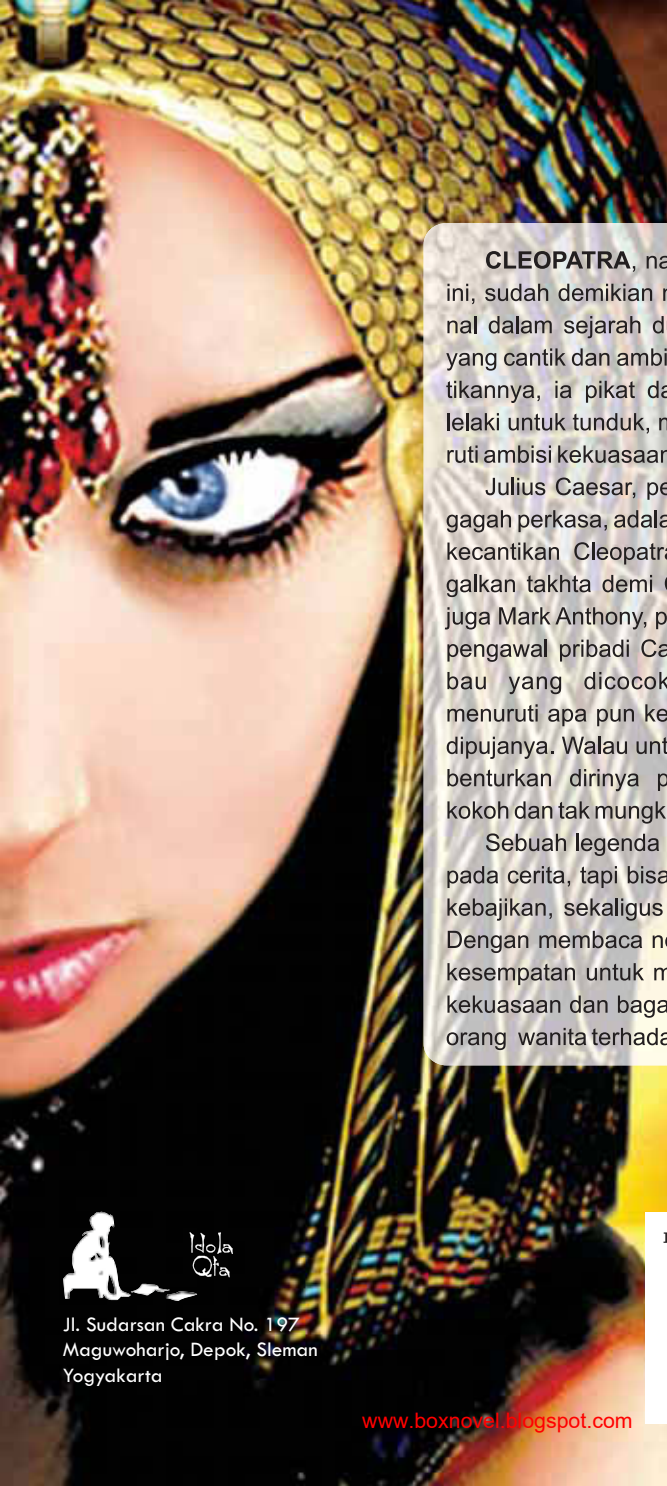 CLEOPATRA, na
ini, sudah demikian
nal dalam sejarah d
yang cantik dan ambi
tikannya, ia pikat da
lelaki untuk tunduk,
ruti ambisi kekuasaan
Julius Caesar, pe
gagah perkasa, adala
kecantikan Cleopatra
galkan takhta demi
juga Mark Anthony, p
pengawal pribadi Ca
bau yang dicocok
menuruti apa pun ke
dipujanya. Walau unt
benturkan dirinya p
kokoh dan tak mungk
Sebuah legenda
pada cerita, tapi bisa
kebajikan, sekaligus
Dengan membaca no
kesempatan untuk m
kekuasaan dan baga
orang wanita terhada
Idola
Qta
Jl. Sudarsan Cakra No. 197
Maguwoharjo, Depok, Sleman
Yogyakarta
www.boxnovel.blogspot.com